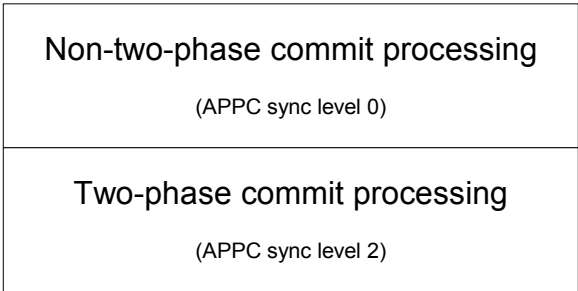 Non-two-phase commit processing
(APPC sync level 0)
Two-phase commit processing
(APPC sync level 2)